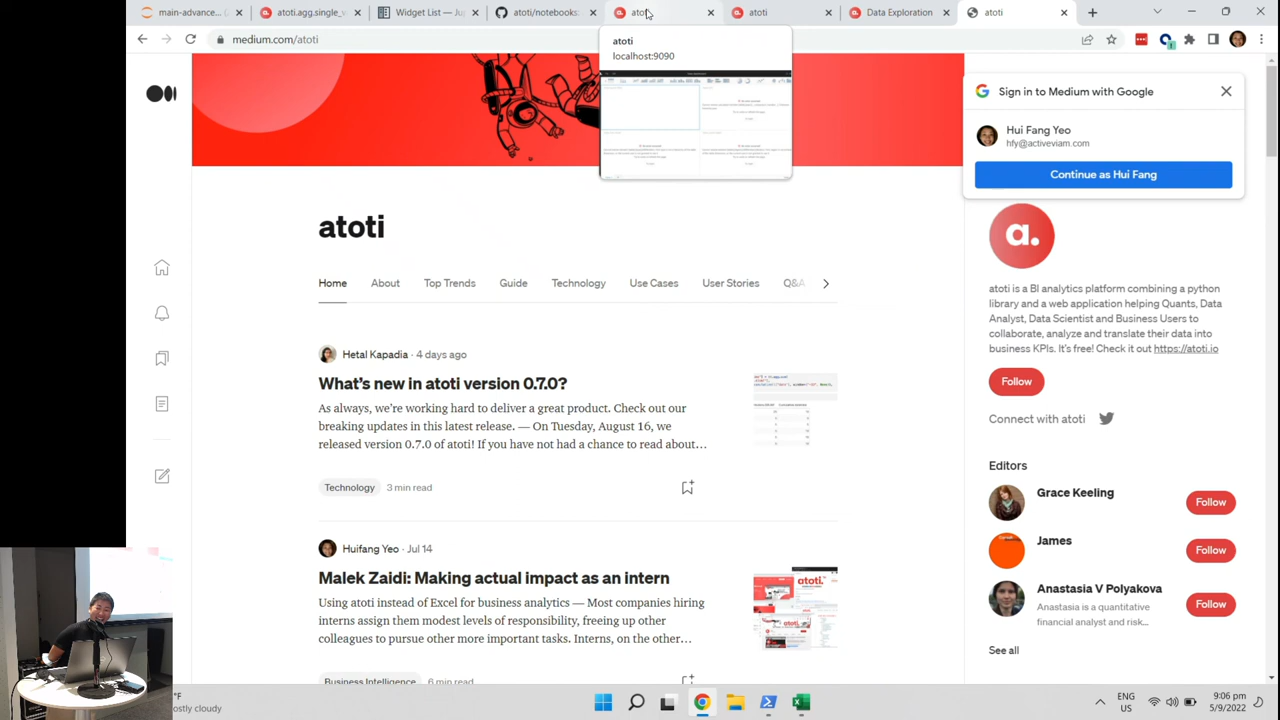 main-advance...
atoti.agg.single_v
Widget List — Ju
atoti/notebooks
atoti
atoti
Data Exploration
atoti
medium.com/atoti
atoti
localhost:9090
Sign in to Medium with Google
Hui Fang Yeo
hfy@activeviam.com
Continue as Hui Fang
atoti
Home
About
Top Trends
Guide
Technology
Use Cases
User Stories
Q&A
Hetal Kapadia · 4 days ago
What's new in atoti version 0.7.0?
As always, we're working hard to deliver a great product. Check out our
breaking updates in this latest release. — On Tuesday, August 16, we
released version 0.7.0 of atoti! If you have not had a chance to read about…
Technology
3 min read
Huifang Yeo · Jul 14
Malek Zaidi: Making actual impact as an intern
Using atoti instead of Excel for business analytics — Most companies hiring
interns assign them modest levels of responsibility, freeing up other
colleagues to pursue other more important tasks. Interns, on the other…
Business Intelligence
6 min read
a.
atoti is a BI analytics platform combining a python
library and a web application helping Quants, Data
Analyst, Data Scientist and Business Users to
collaborate, analyze and translate their data into
business KPIs. It's free! Check it out https://atoti.io
Follow
Connect with atoti
Editors
Grace Keeling
Follow
James
Follow
Anastasia V Polyakova
Anastasia is a quantitative
financial analyst and risk…
Follow
See all
°F
ostly cloudy
ENG
US
9:06 pm
5/9/2022